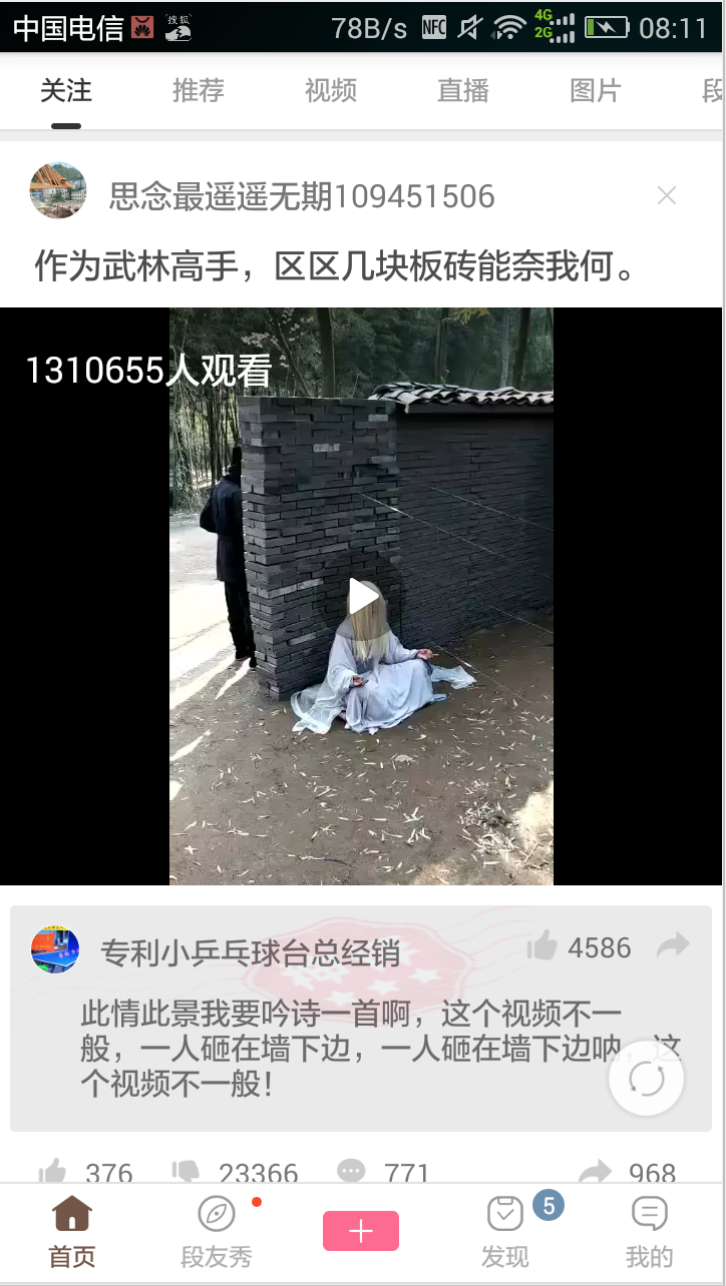 中国电信 搜狐 78B/s NFC 4G 2G 08:11
关注 推荐 视频 直播 图片 段
思念最遥遥无期109451506
作为武林高手，区区几块板砖能奈我何。
1310655人观看
专利小乒乓球台总经销 4586
此情此景我要吟诗一首啊，这个视频不一
般，一人砸在墙下边，一人砸在墙下边呐，这
个视频不一般！
376 23366 771 968
5
首页 段友秀 发现 我的